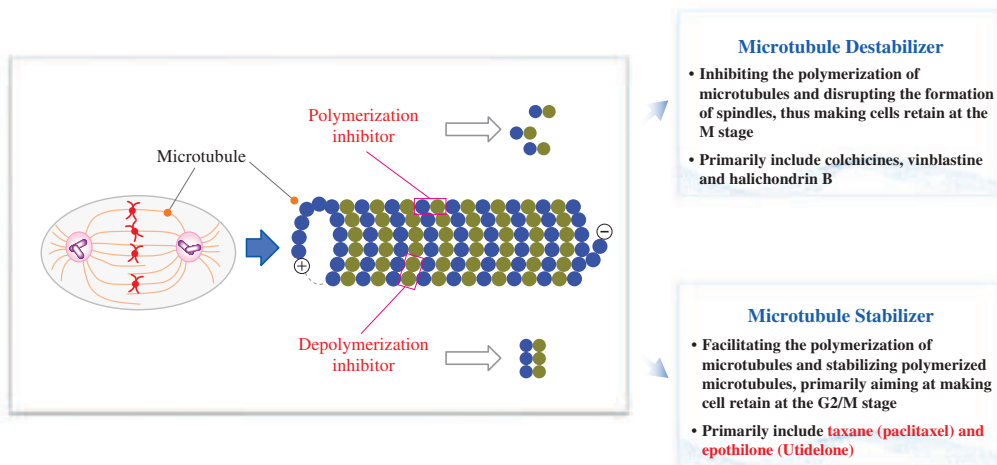 Polymerization
inhibitor
Microtubule
+
−
Depolymerization
inhibitor
Microtubule Destabilizer
• Inhibiting the polymerization of
microtubules and disrupting the formation
of spindles, thus making cells retain at the
M stage
• Primarily include colchicines, vinblastine
and halichondrin B
Microtubule Stabilizer
• Facilitating the polymerization of
microtubules and stabilizing polymerized
microtubules, primarily aiming at making
cell retain at the G2/M stage
• Primarily include taxane (paclitaxel) and
epothilone (Utidelone)